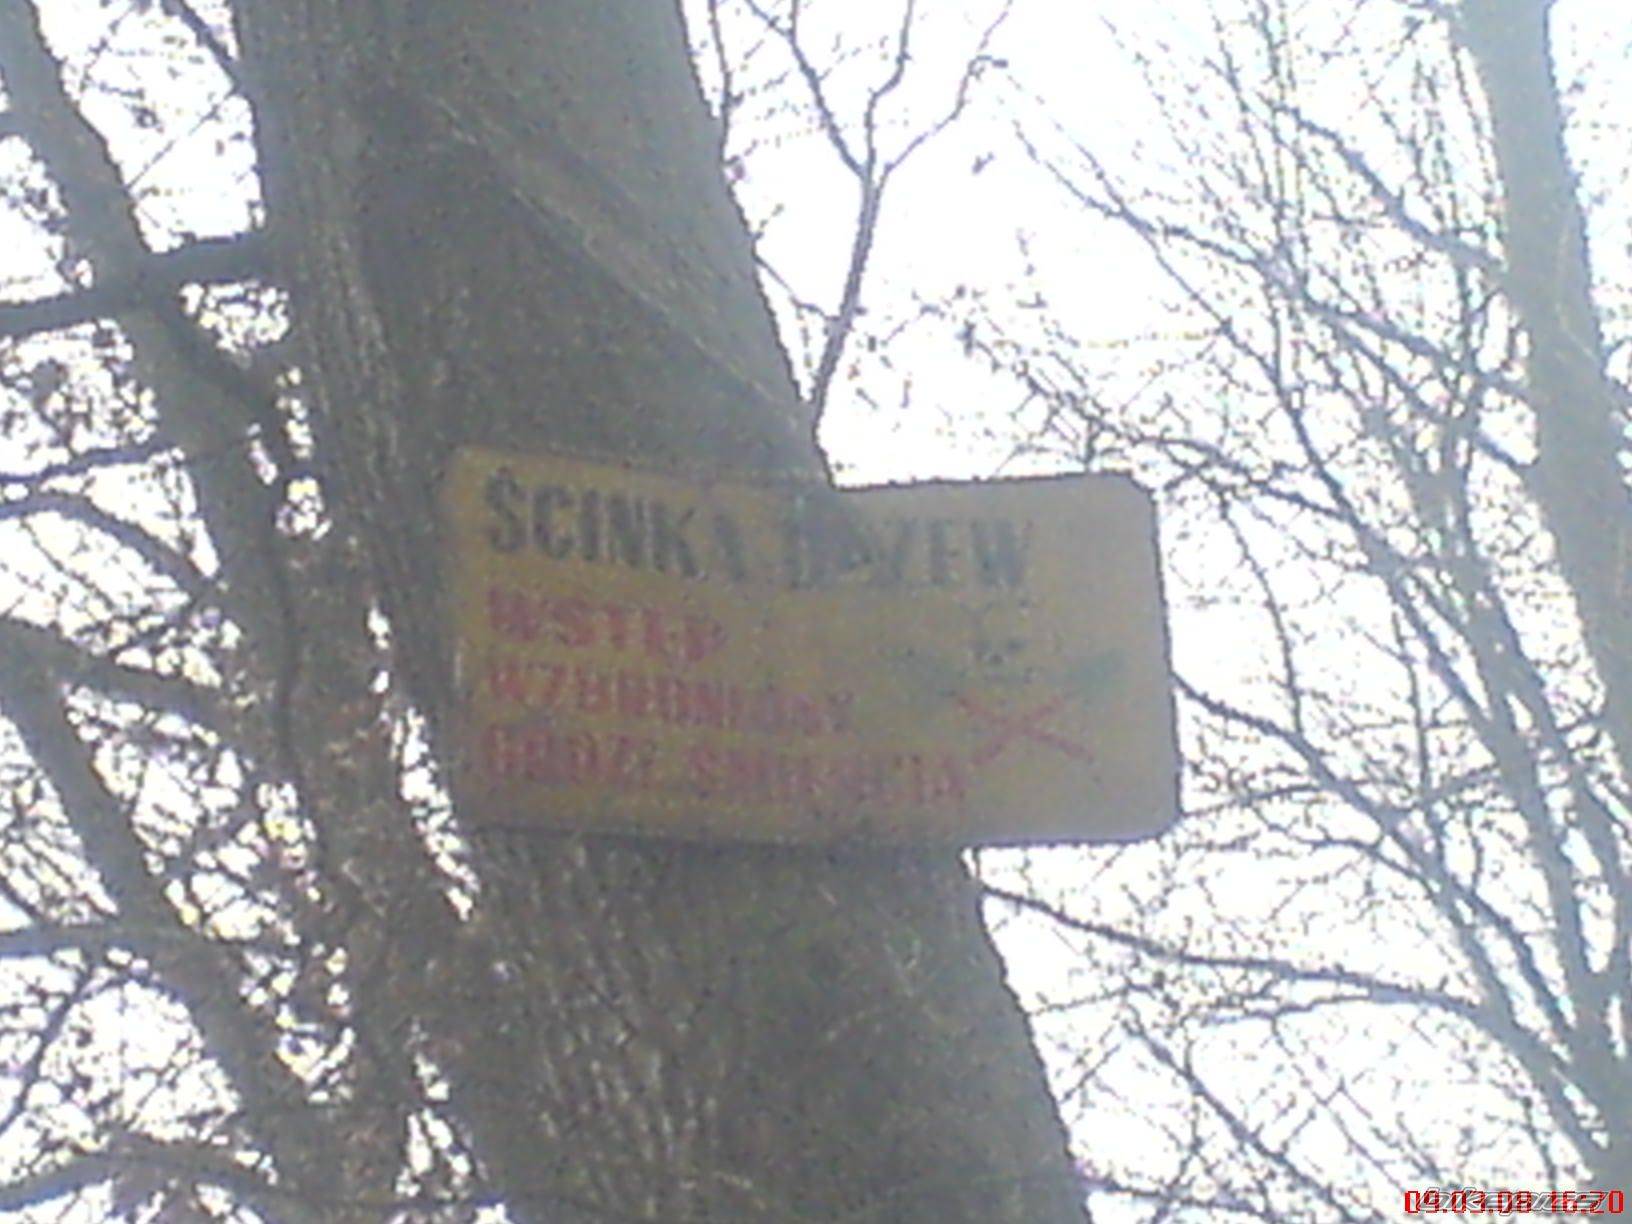 ŚCINKA DRZEW
WSTĘP
WZBRONIONY
GROZI ŚMIERCIĄ
09.03.08 16:20